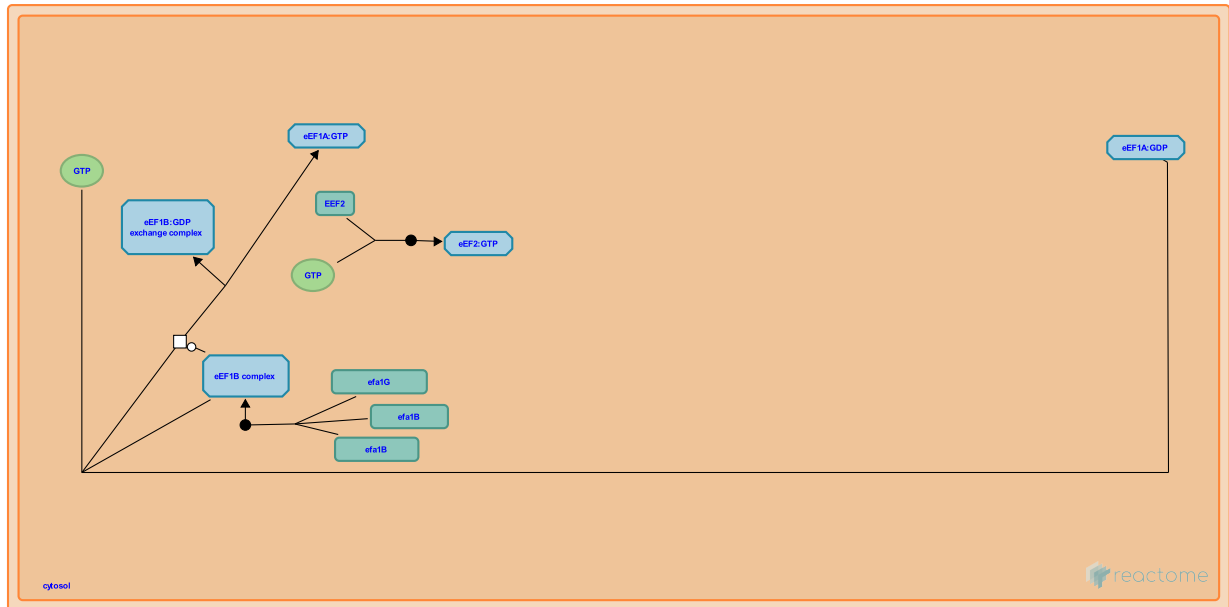 eEF1A:GTP
eEF1A:GDP
GTP
EEF2
eEF1B:GDP
exchange complex
eEF2:GTP
GTP
eEF1B complex
efa1G
efa1B
efa1B
cytosol
reactome